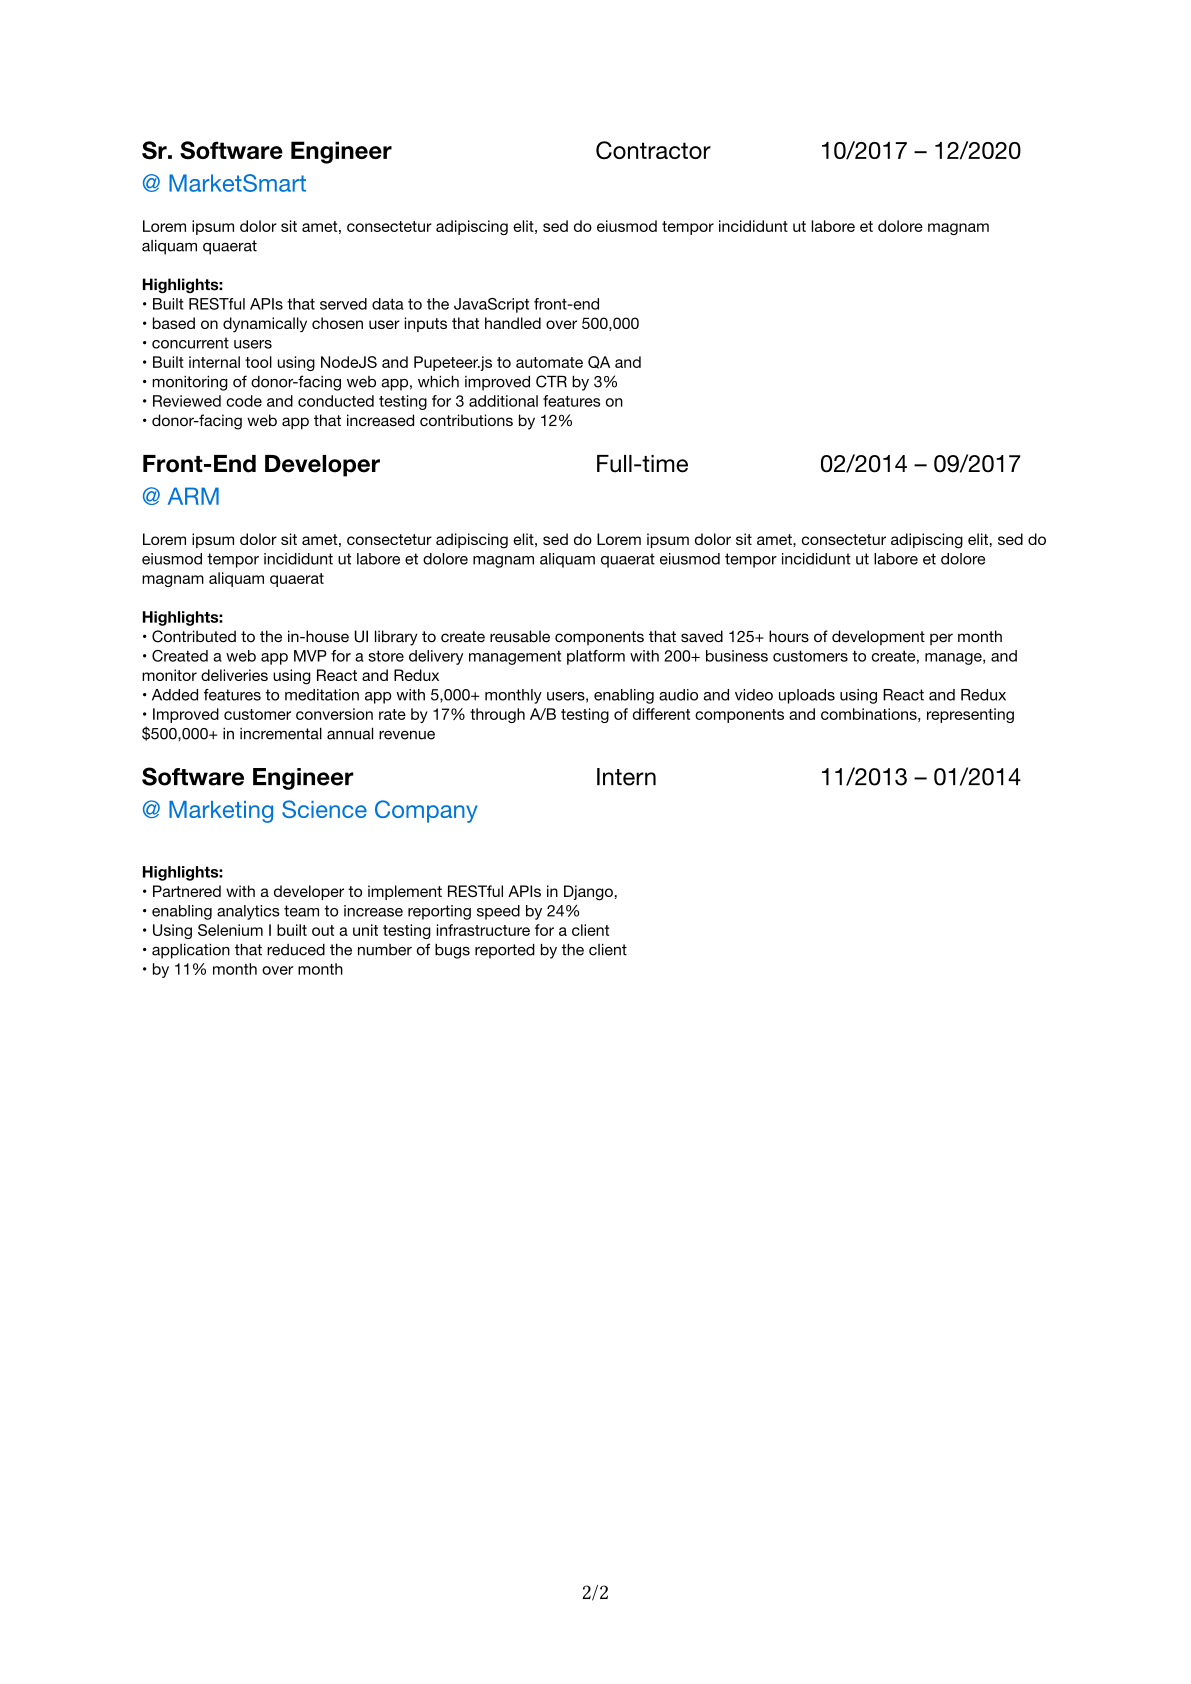 Sr. Software Engineer Contractor 10/2017 – 12/2020
@ MarketSmart
Lorem ipsum dolor sit amet, consectetur adipiscing elit, sed do eiusmod tempor incididunt ut labore et dolore magnam
aliquam quaerat
Highlights:
• Built RESTful APIs that served data to the JavaScript front-end
• based on dynamically chosen user inputs that handled over 500,000
• concurrent users
• Built internal tool using NodeJS and Pupeteer.js to automate QA and
• monitoring of donor-facing web app, which improved CTR by 3%
• Reviewed code and conducted testing for 3 additional features on
• donor-facing web app that increased contributions by 12%
Front-End Developer Full-time 02/2014 – 09/2017
@ ARM
Lorem ipsum dolor sit amet, consectetur adipiscing elit, sed do Lorem ipsum dolor sit amet, consectetur adipiscing elit, sed do
eiusmod tempor incididunt ut labore et dolore magnam aliquam quaerat eiusmod tempor incididunt ut labore et dolore
magnam aliquam quaerat
Highlights:
• Contributed to the in-house UI library to create reusable components that saved 125+ hours of development per month
• Created a web app MVP for a store delivery management platform with 200+ business customers to create, manage, and
monitor deliveries using React and Redux
• Added features to meditation app with 5,000+ monthly users, enabling audio and video uploads using React and Redux
• Improved customer conversion rate by 17% through A/B testing of different components and combinations, representing
$500,000+ in incremental annual revenue
Software Engineer Intern 11/2013 – 01/2014
@ Marketing Science Company
Highlights:
• Partnered with a developer to implement RESTful APIs in Django,
• enabling analytics team to increase reporting speed by 24%
• Using Selenium I built out a unit testing infrastructure for a client
• application that reduced the number of bugs reported by the client
• by 11% month over month
2/2